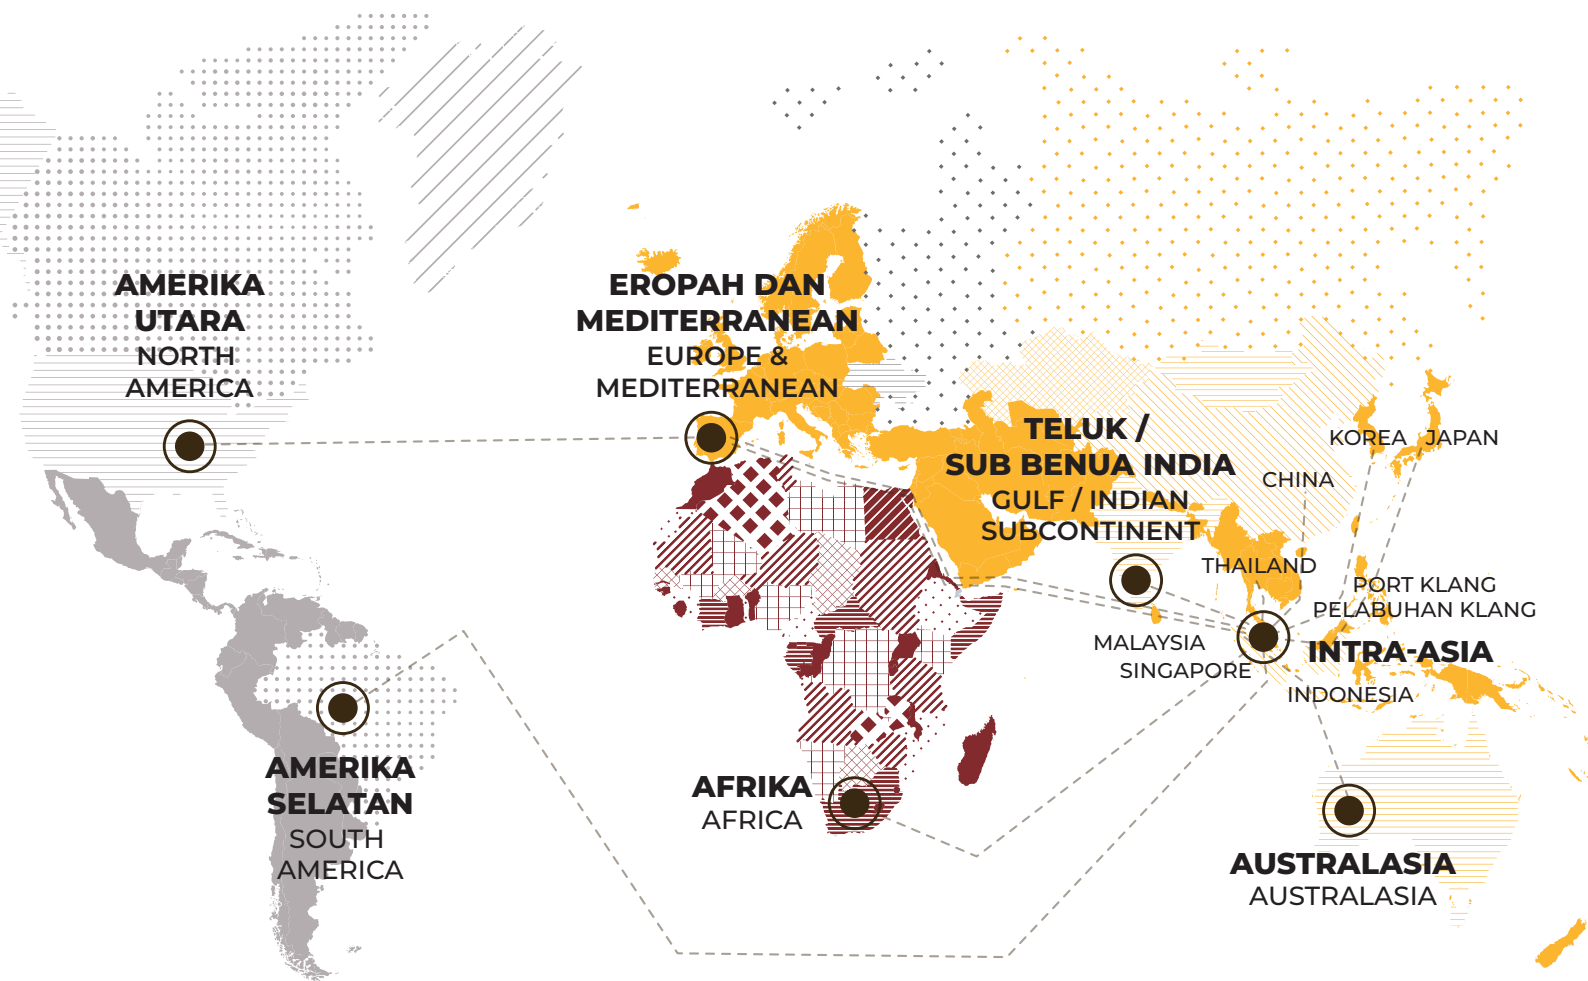 AMERIKA
UTARA
NORTH
AMERICA
EROPAH DAN
MEDITERRANEAN
EUROPE &
MEDITERRANEAN
TELUK /
SUB BENUA INDIA
GULF / INDIAN
SUBCONTINENT
KOREA
JAPAN
CHINA
THAILAND
PORT KLANG
PELABUHAN KLANG
MALAYSIA
SINGAPORE
INTRA-ASIA
INDONESIA
AMERIKA
SELATAN
SOUTH
AMERICA
AFRIKA
AFRICA
AUSTRALASIA
AUSTRALASIA